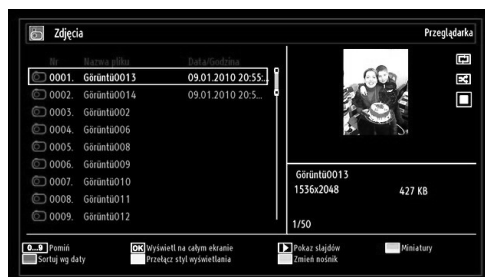 Zdjęcia
Przeglądarka
Nr Nazwa pliku Data/Godzina
0001. Görüntü0013 09.01.2010 20:55:..
0002. Görüntü0014 09.01.2010 20:5...
0003. Görüntü002
0004. Görüntü006
0005. Görüntü008
0006. Görüntü009
0007. Görüntü010
0008. Görüntü011
0009. Görüntü012
Görüntü0013
1536x2048 427 KB
1/50
0...9 Pomiń OK Wyświetl na całym ekranie Pokaz slajdów Miniatury
Sortuj wg daty Przełącz styl wyświetlania Zmień nośnik